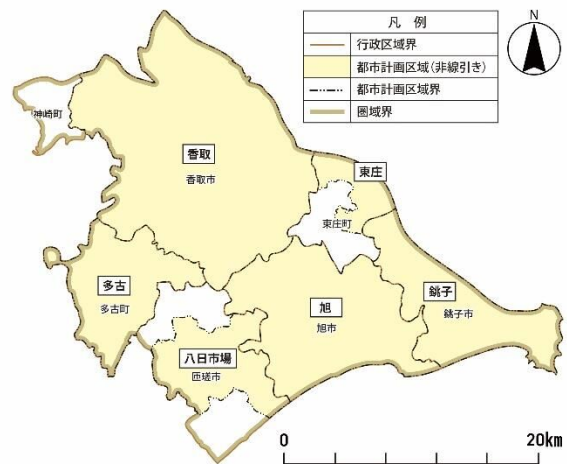 凡 例
行政区域界
都市計画区域(非線引き)
都市計画区域界
圏域界
N
神崎町
香取
香取市
東庄
東庄町
多古
多古町
旭
旭市
銚子
銚子市
八日市場
匝瑳市
0
20km